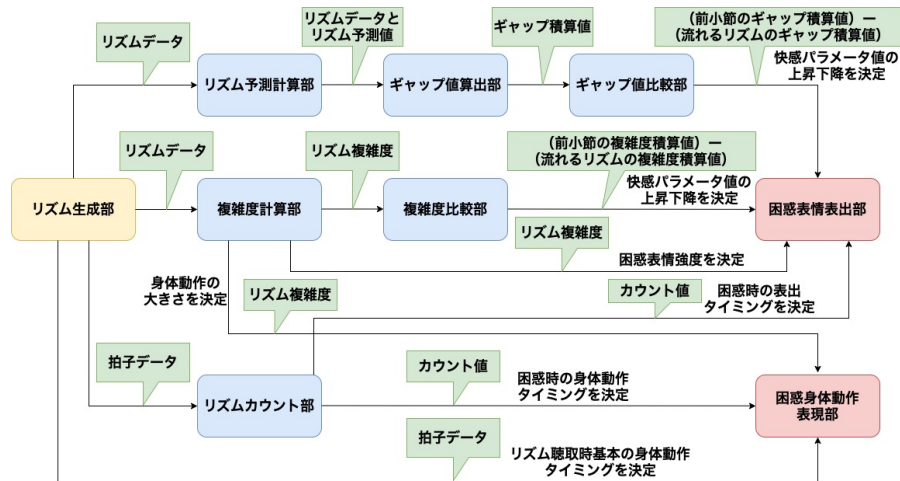 リズムデータ
リズムデータと
リズム予測値
ギャップ積算値
（前小節のギャップ積算値）ー
（流れるリズムのギャップ積算値）
快感パラメータ値の
上昇下降を決定
リズム予測計算部
ギャップ値算出部
ギャップ値比較部
リズムデータ
リズム複雑度
（前小節の複雑度積算値）ー
（流れるリズムの複雑度積算値）
快感パラメータ値の
上昇下降を決定
リズム生成部
複雑度計算部
複雑度比較部
困惑表情表出部
リズム複雑度
困惑表情強度を決定
身体動作の
大きさを決定
リズム複雑度
カウント値
困惑時の表出
タイミングを決定
拍子データ
カウント値
困惑時の身体動作
タイミングを決定
リズムカウント部
困惑身体動作
表現部
拍子データ
リズム聴取時基本の身体動作
タイミングを決定